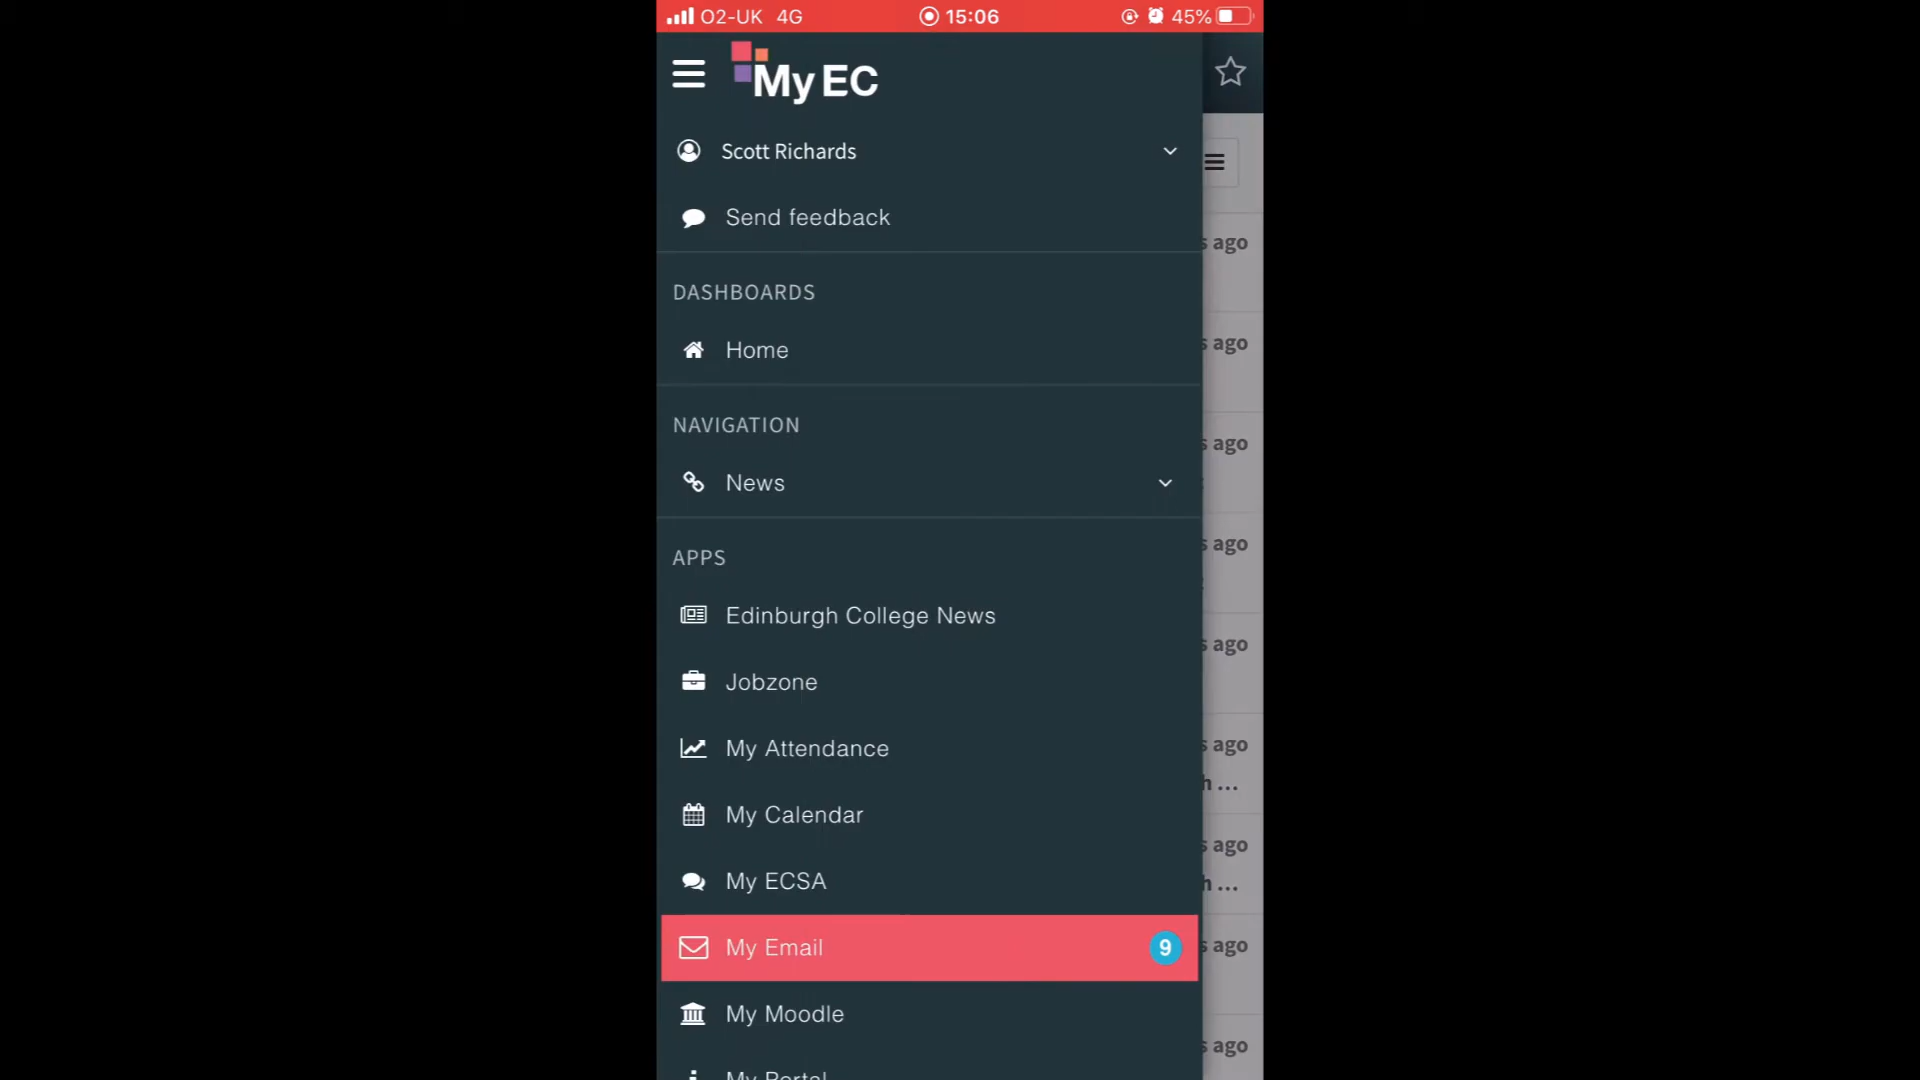 O2-UK 4G 15:06 45%
My EC
Scott Richards
Send feedback
s ago
DASHBOARDS
Home
s ago
NAVIGATION
s ago
News
APPS
s ago
Edinburgh College News
s ago
Jobzone
My Attendance
s ago
h ...
My Calendar
s ago
My ECSA
h ...
My Email 9
s ago
My Moodle
s ago
My Portal